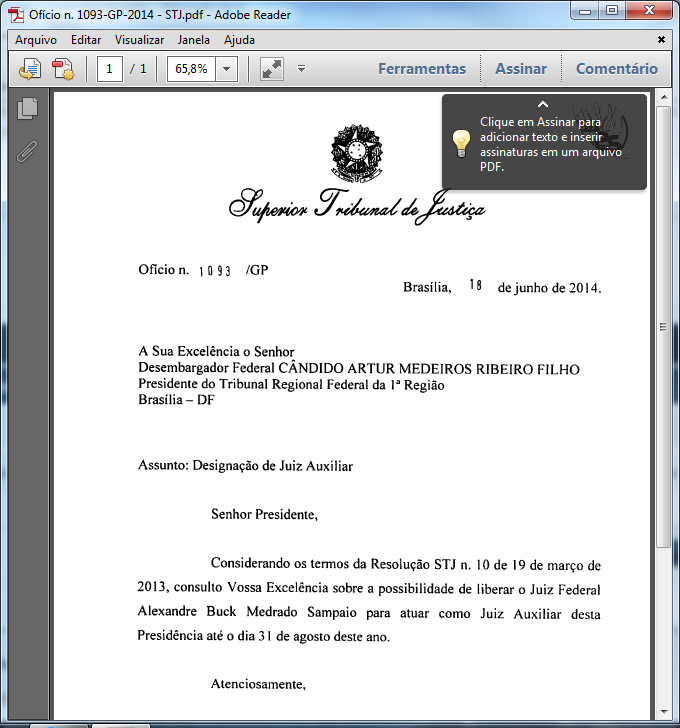 Ofício n. 1093-GP-2014 - STJ.pdf - Adobe Reader
Arquivo Editar Visualizar Janela Ajuda
1 / 1 65,8% Ferramentas Assinar Comentário
Clique em Assinar para
adicionar texto e inserir
assinaturas em um arquivo
PDF.
Superior Tribunal de Justiça
Ofício n. 1093 /GP
Brasília, 18 de junho de 2014.
A Sua Excelência o Senhor
Desembargador Federal CÂNDIDO ARTUR MEDEIROS RIBEIRO FILHO
Presidente do Tribunal Regional Federal da 1ª Região
Brasília – DF
Assunto: Designação de Juiz Auxiliar
Senhor Presidente,
Considerando os termos da Resolução STJ n. 10 de 19 de março de
2013, consulto Vossa Excelência sobre a possibilidade de liberar o Juiz Federal
Alexandre Buck Medrado Sampaio para atuar como Juiz Auxiliar desta
Presidência até o dia 31 de agosto deste ano.
Atenciosamente,